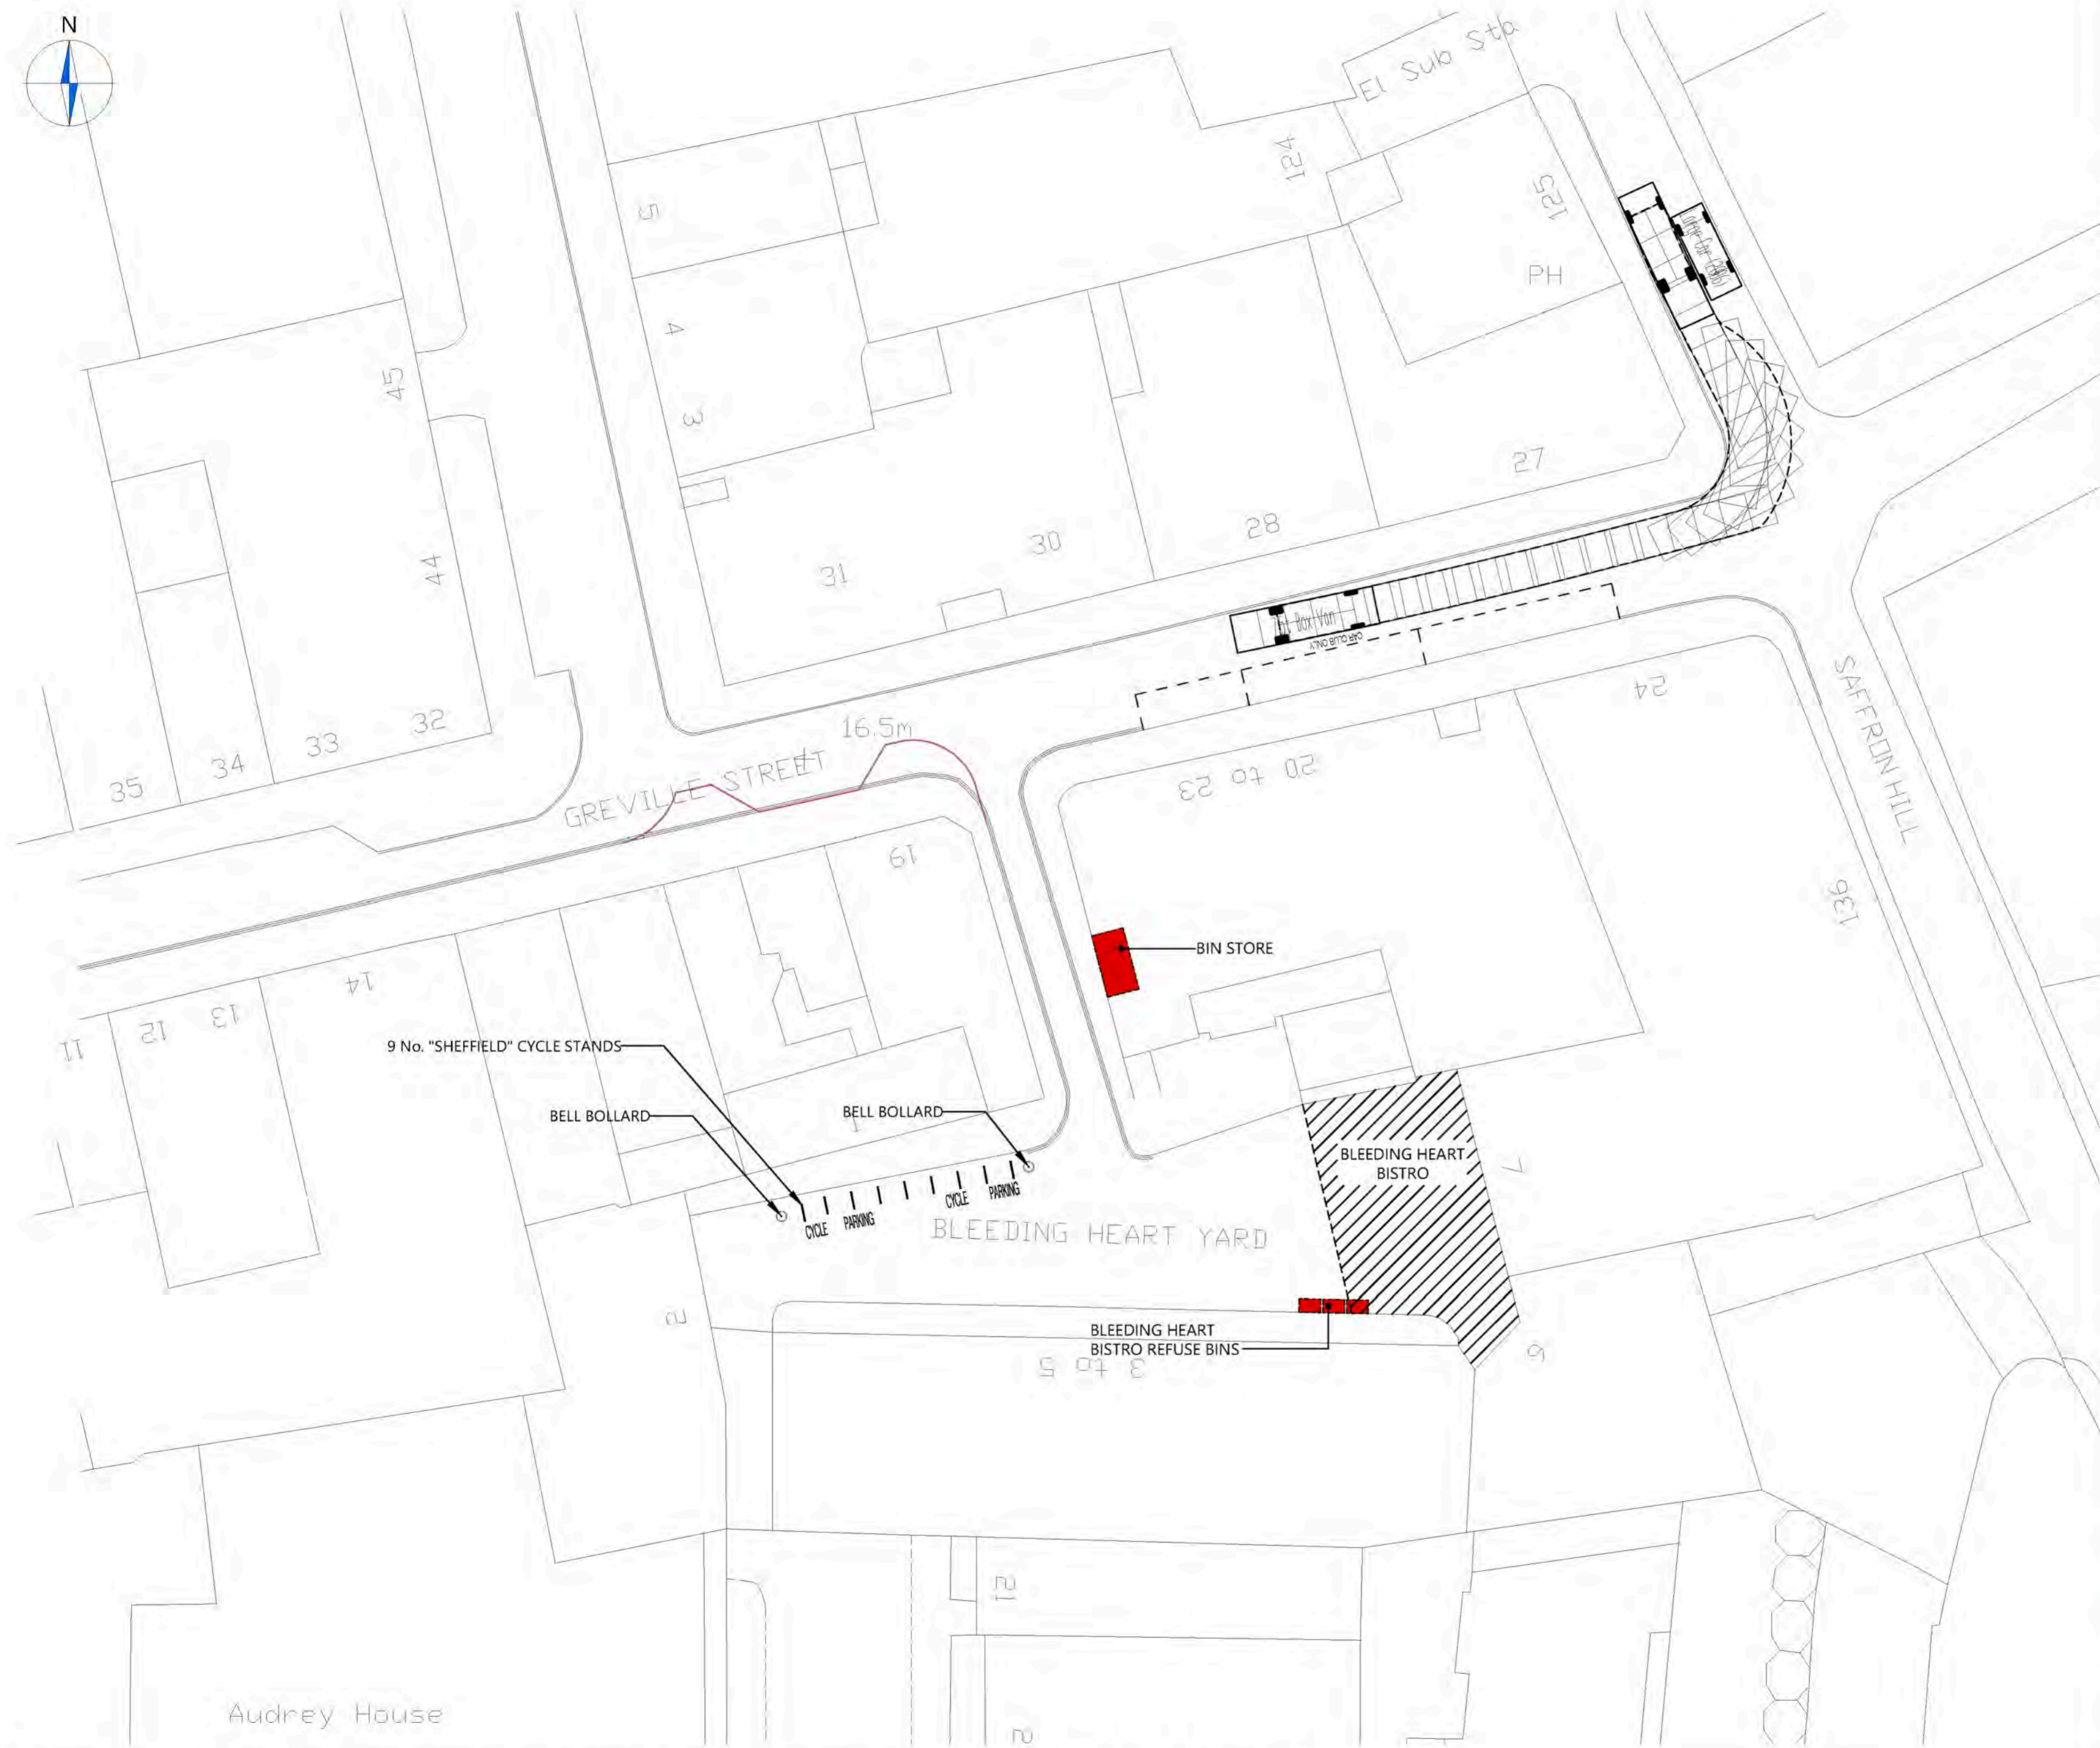 N
El Sub Sta
124
125
5
PH
4
45
3
27
28
30
44
31
CAR CLUB ONLY
24
32
16.5m
33
34
35
GREVILLE STREET
SAFFRON HILL
20 to 23
19
136
BIN STORE
14
13
12
11
9 No. "SHEFFIELD" CYCLE STANDS
BELL BOLLARD
BELL BOLLARD
1
BLEEDING HEART
BISTRO
7
CYCLE PARKING
CYCLE PARKING
BLEEDING HEART YARD
2
BLEEDING HEART
BISTRO REFUSE BINS
6
3 to 5
21
Audrey House
2